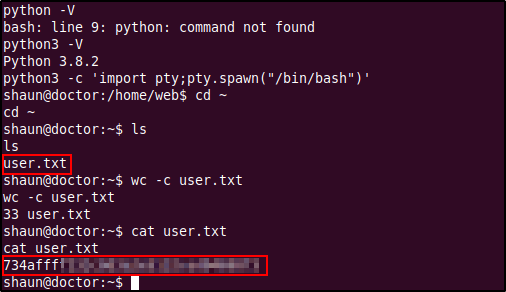 python -V
bash: line 9: python: command not found
python3 -V
Python 3.8.2
python3 -c 'import pty;pty.spawn("/bin/bash")'
shaun@doctor:/home/web$ cd ~
cd ~
shaun@doctor:~$ ls
ls
user.txt
shaun@doctor:~$ wc -c user.txt
wc -c user.txt
33 user.txt
shaun@doctor:~$ cat user.txt
cat user.txt
734afff
shaun@doctor:~$